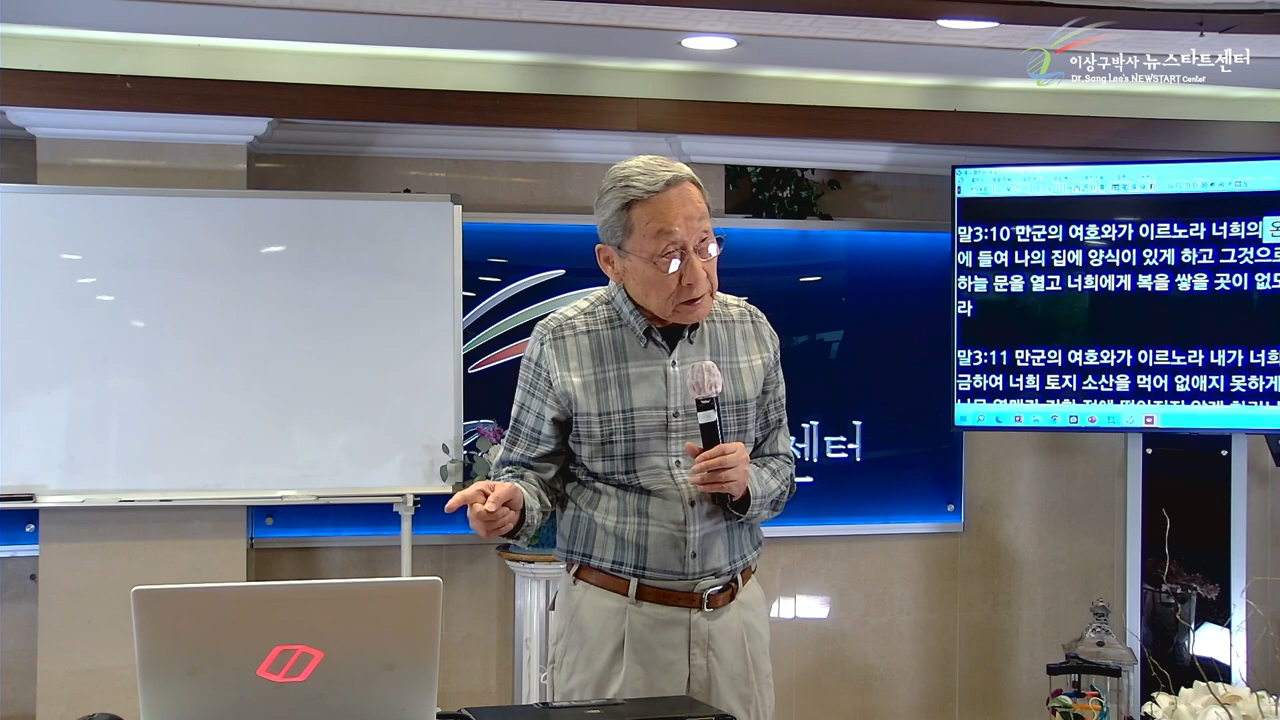 이상구박사 뉴스타트센터
Dr. Sang Lee's NEWSTART Center
말3:10 만군의 여호와가 이르노라 너희의 온
에 들여 나의 집에 양식이 있게 하고 그것으로
하늘 문을 열고 너희에게 복을 쌓을 곳이 없도
라
말3:11 만군의 여호와가 이르노라 내가 너희
금하여 너희 토지 소산을 먹어 없애지 못하게
센터